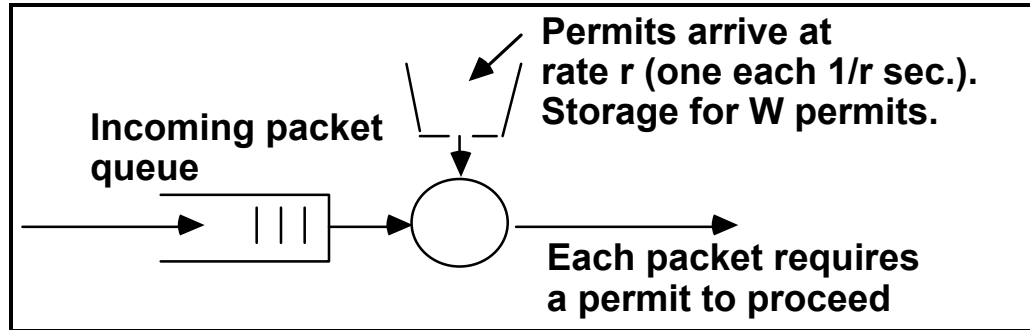 Permits arrive at
rate r (one each 1/r sec.).
Storage for W permits.
Incoming packet
queue
Each packet requires
a permit to proceed